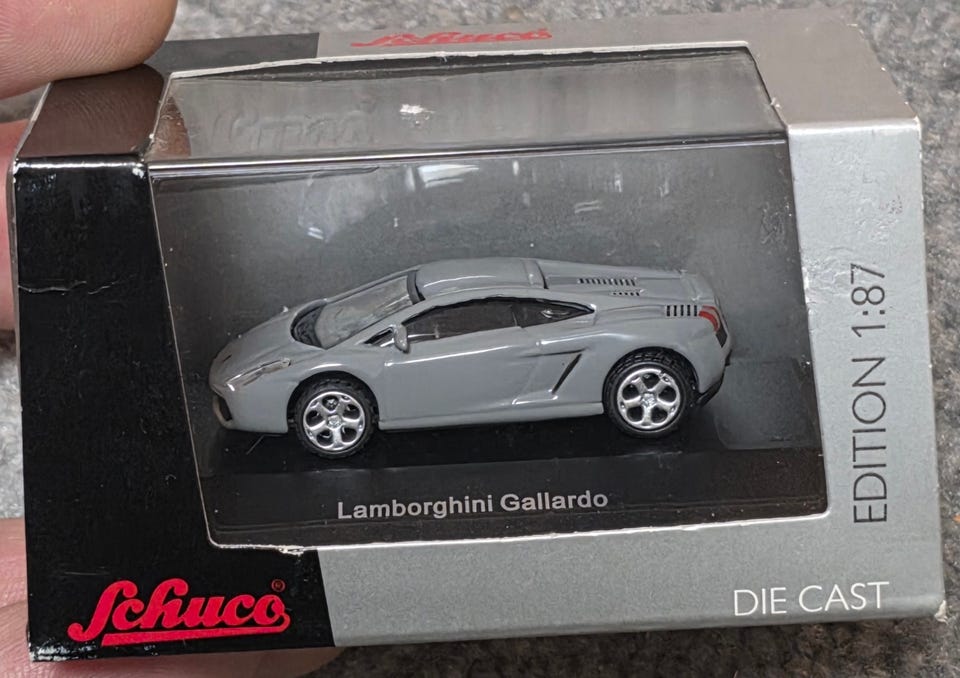 Schuco
Lamborghini Gallardo
EDITION 1:87
Schuco®
DIE CAST